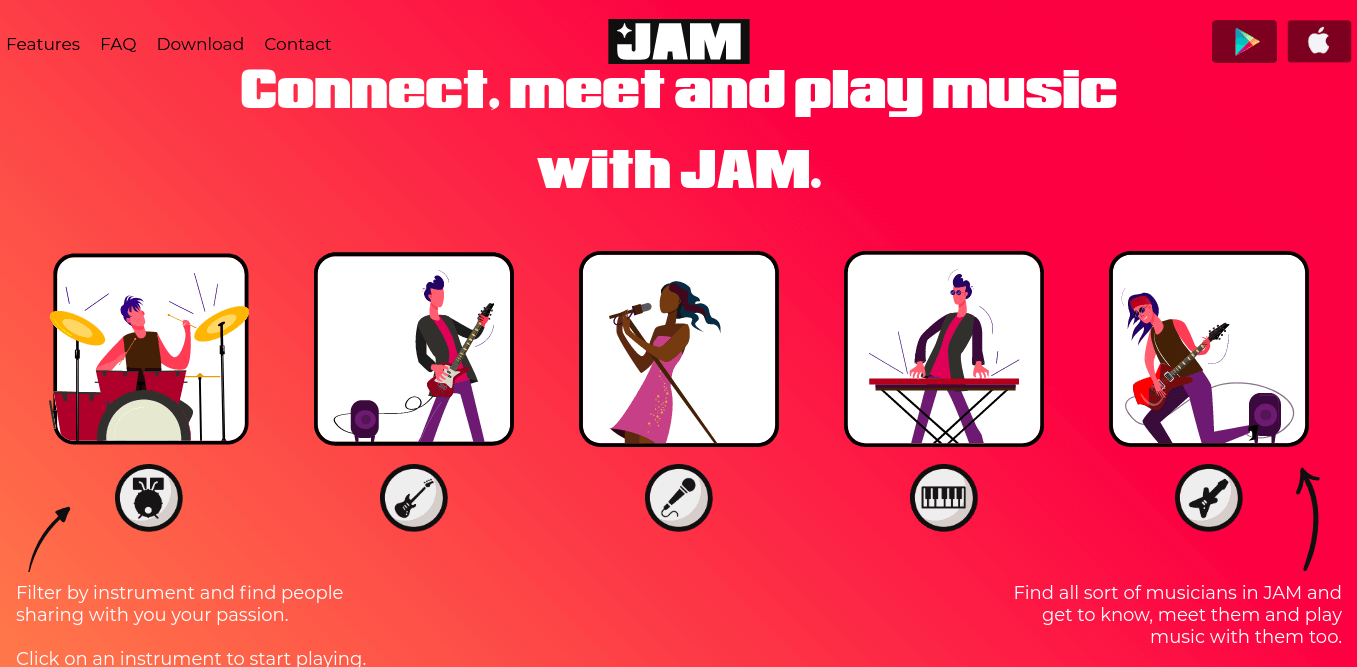 Features FAQ Download Contact
JAM
Connect, meet and play music
with JAM.
Filter by instrument and find people
sharing with you your passion.
Click on an instrument to start playing.
Find all sort of musicians in JAM and
get to know, meet them and play
music with them too.